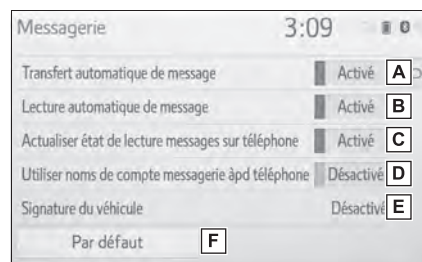 Messagerie 3:09
Transfert automatique de message Activé A
Lecture automatique de message Activé B
Actualiser état de lecture messages sur téléphone Activé C
Utiliser noms de compte messagerie àpd téléphone Désactivé D
Signature du véhicule Désactivé E
Par défaut F